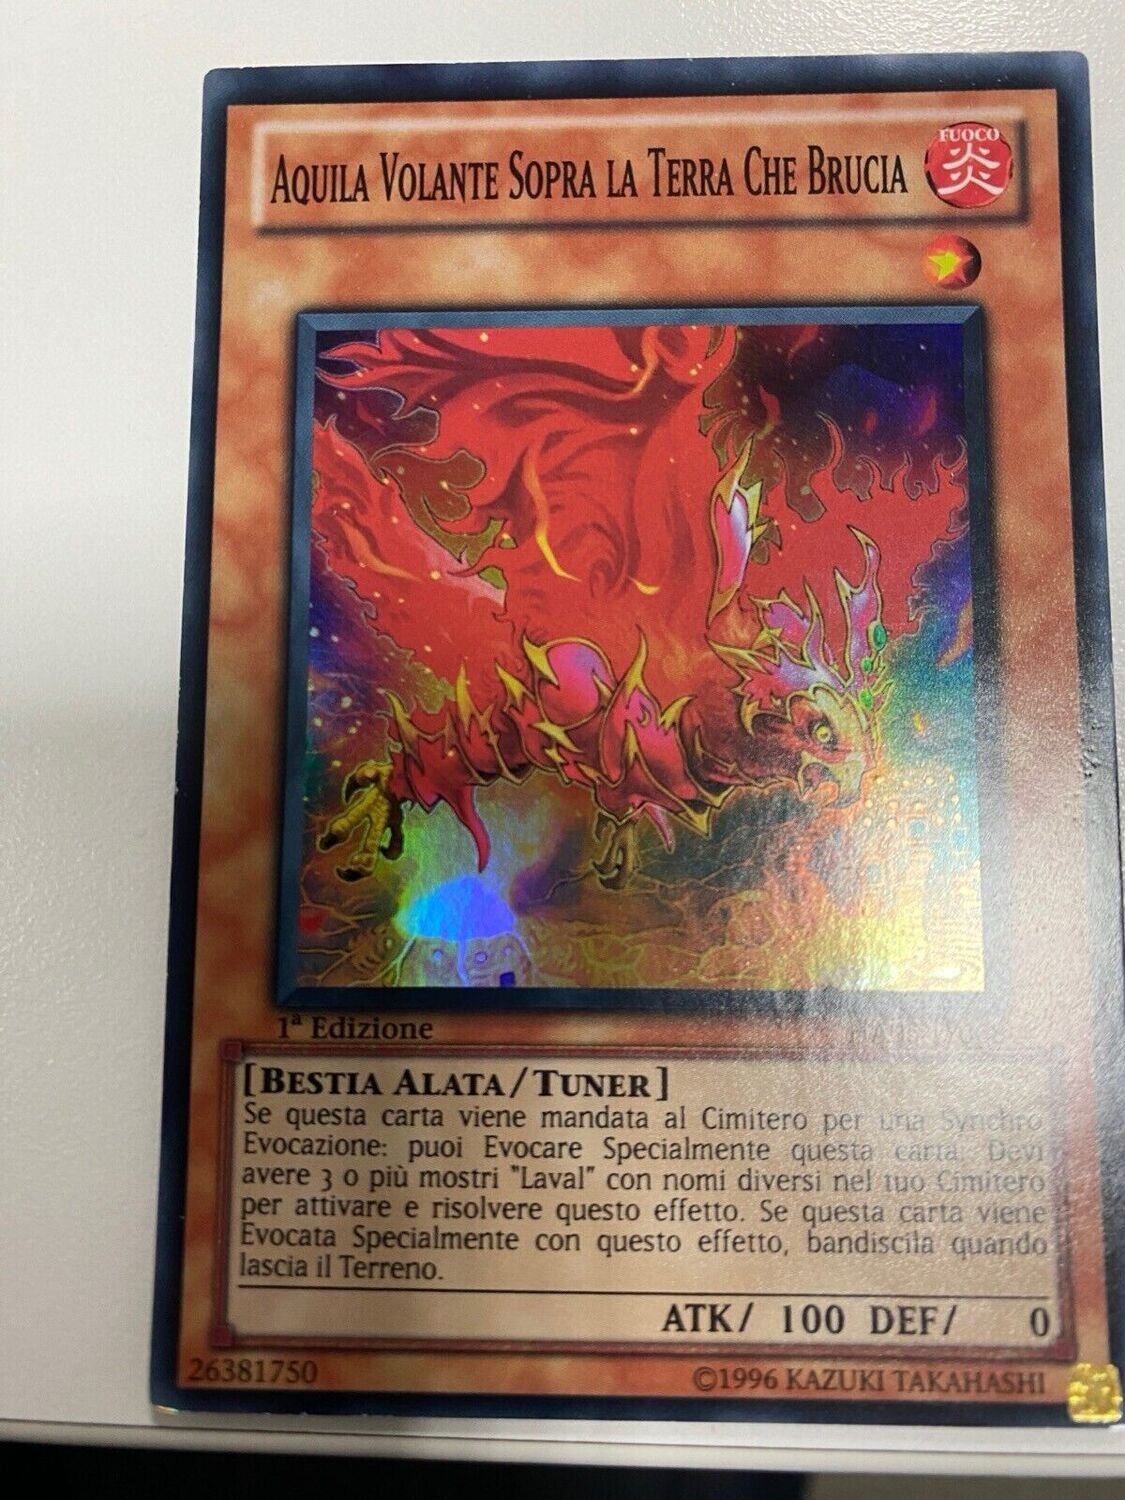 AQUILA VOLANTE SOPRA LA TERRA CHE BRUCIA
FUOCO
炎
1ª Edizione
[BESTIA ALATA/TUNER]
Se questa carta viene mandata al Cimitero per una Synchro
Evocazione: puoi Evocare Specialmente questa carta. Devi
avere 3 o più mostri "Laval" con nomi diversi nel tuo Cimitero
per attivare e risolvere questo effetto. Se questa carta viene
Evocata Specialmente con questo effetto, bandiscila quando
lascia il Terreno.
ATK/ 100 DEF/ 0
26381750
©1996 KAZUKI TAKAHASHI